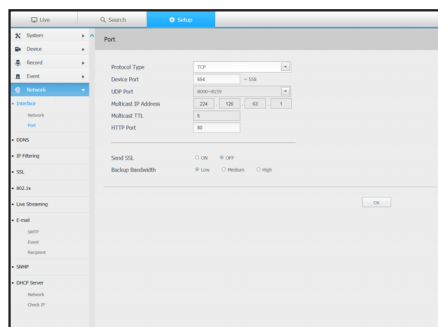 Live
Search
Setup
System
Device
Record
Event
Network
Interface
Network
Port
DDNS
IP Filtering
SSL
802.1x
Live Streaming
E-mail
SMTP
Event
Recipient
SNMP
DHCP Server
Network
Check IP
Port
Protocol Type TCP
Device Port 554 ~ 558
UDP Port 8000~8159
Multicast IP Address 224 . 126 . 63 . 1
Multicast TTL 5
HTTP Port 80
Send SSL ON OFF
Backup Bandwidth Low Medium High
OK